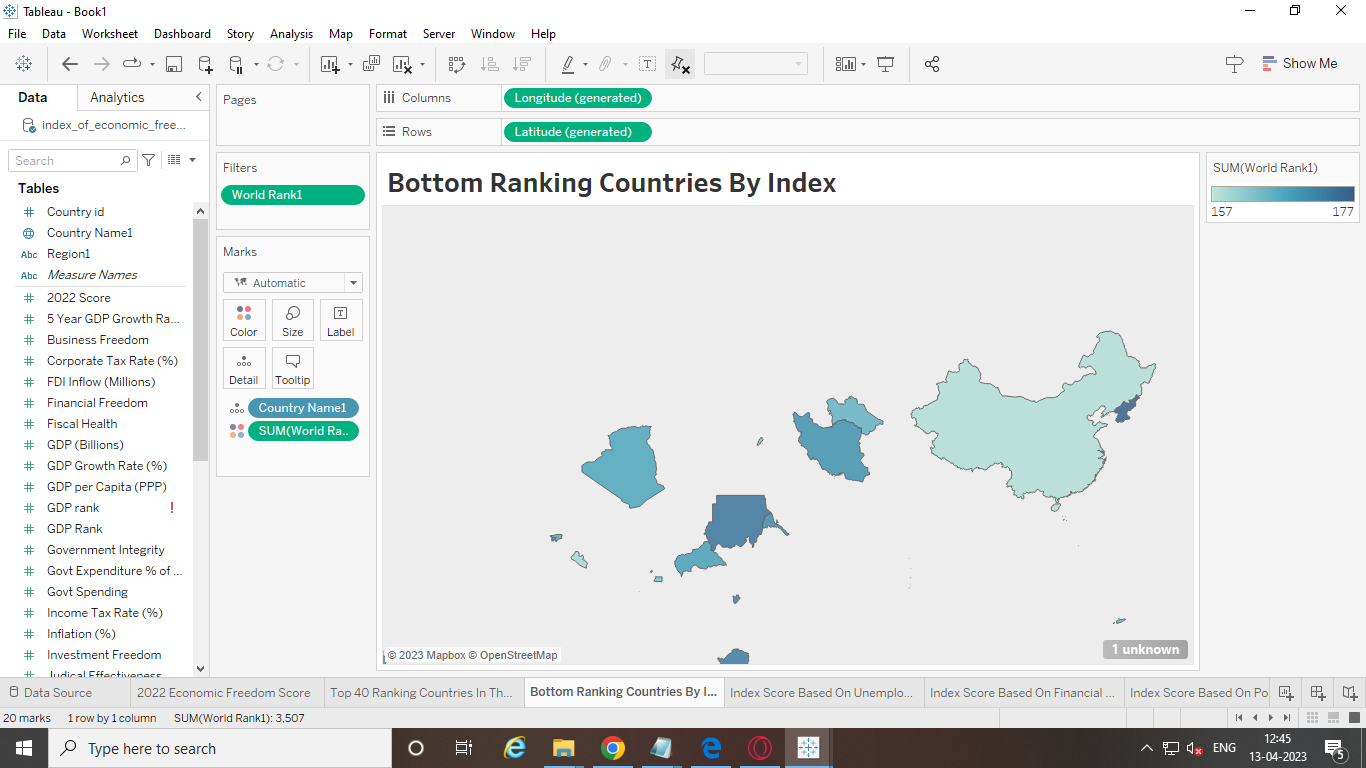 Tableau - Book1
File Data Worksheet Dashboard Story Analysis Map Format Server Window Help
Show Me
Data Analytics
index_of_economic_free...
Search
Tables
Country id
Country Name1
Abc Region1
Abc Measure Names
2022 Score
5 Year GDP Growth Ra...
Business Freedom
Corporate Tax Rate (%)
FDI Inflow (Millions)
Financial Freedom
Fiscal Health
GDP (Billions)
GDP Growth Rate (%)
GDP per Capita (PPP)
GDP rank !
GDP Rank
Government Integrity
Govt Expenditure % of ...
Govt Spending
Income Tax Rate (%)
Inflation (%)
Investment Freedom
Judical Effectiveness
Pages
Filters
World Rank1
Marks
Automatic
Color Size Label
Detail Tooltip
Country Name1
SUM(World Ra..
Columns Longitude (generated)
Rows Latitude (generated)
Bottom Ranking Countries By Index
© 2023 Mapbox © OpenStreetMap
1 unknown
SUM(World Rank1)
157 177
Data Source 2022 Economic Freedom Score Top 40 Ranking Countries In Th... Bottom Ranking Countries By I... Index Score Based On Unemplo... Index Score Based On Financial ... Index Score Based On Po
20 marks 1 row by 1 column SUM(World Rank1): 3,507
Type here to search
ENG
12:45
13-04-2023
5